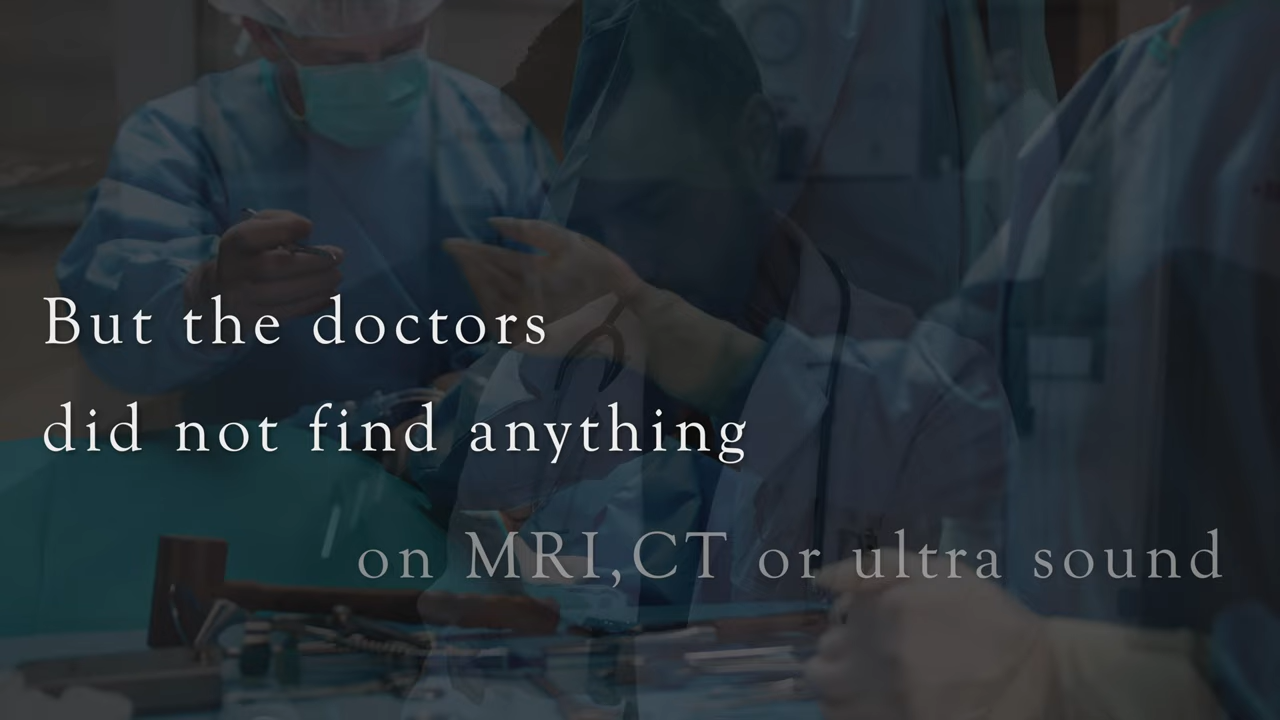 But the doctors
did not find anything
on MRI,CT or ultra sound